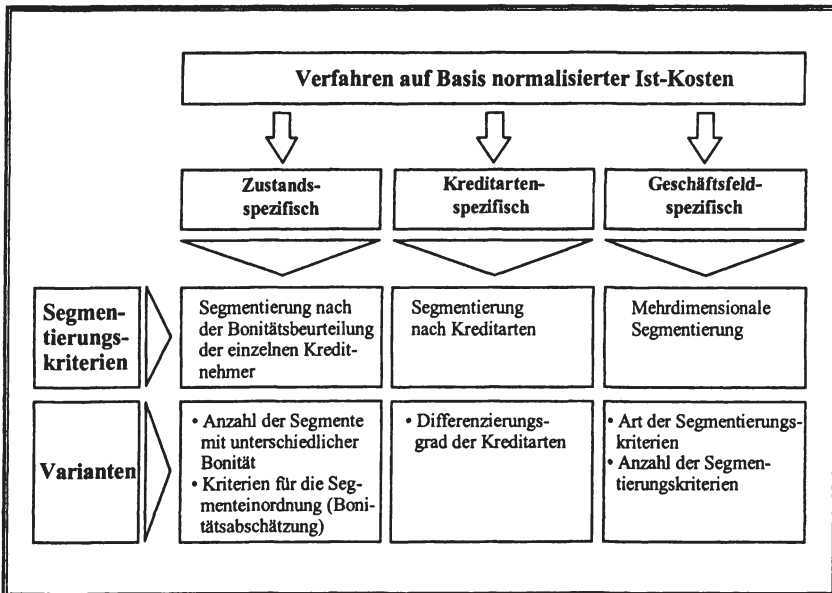 Verfahren auf Basis normalisierter Ist-Kosten
Zustands-
spezifisch
Kreditarten-
spezifisch
Geschäftsfeld-
spezifisch
Segmen-
tierungs-
kriterien
Segmentierung nach
der Bonitätsbeurteilung
der einzelnen Kredit-
nehmer
Segmentierung
nach Kreditarten
Mehrdimensionale
Segmentierung
Varianten
• Anzahl der Segmente
mit unterschiedlicher
Bonität
• Kriterien für die Seg-
menteinordnung (Boni-
tätsabschätzung)
• Differenzierungs-
grad der Kreditarten
• Art der Segmentierungs-
kriterien
• Anzahl der Segmen-
tierungskriterien